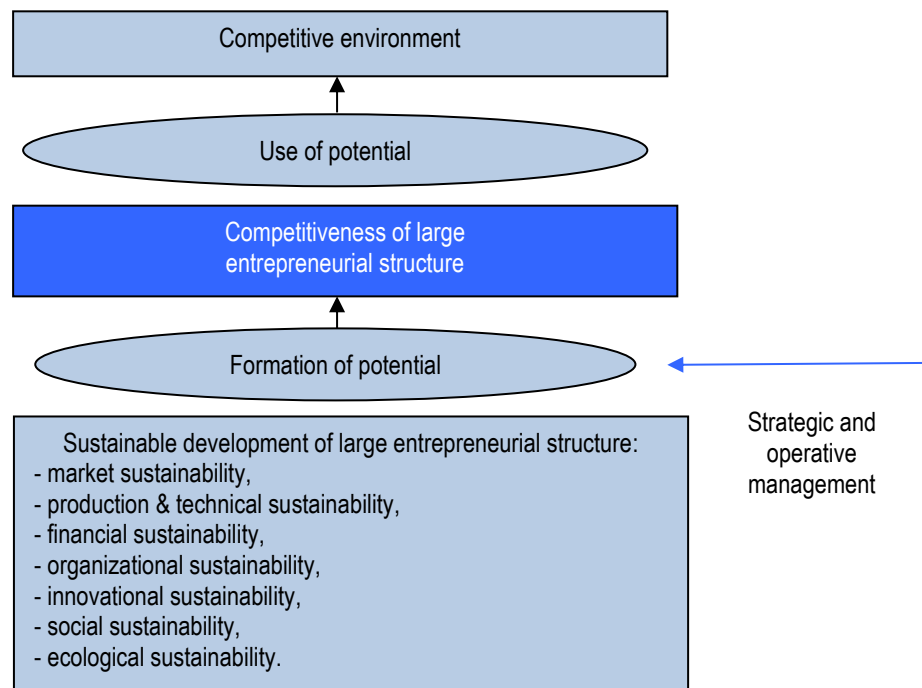 Competitive environment
Use of potential
Competitiveness of large
entrepreneurial structure
Formation of potential
Strategic and
operative
management
Sustainable development of large entrepreneurial structure:
- market sustainability,
- production & technical sustainability,
- financial sustainability,
- organizational sustainability,
- innovational sustainability,
- social sustainability,
- ecological sustainability.